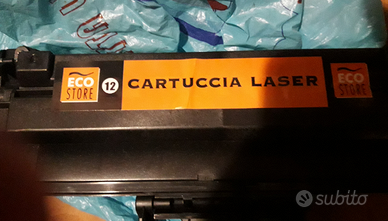 ECO
STORE
12
CARTUCCIA LASER
ECO
STORE
subito